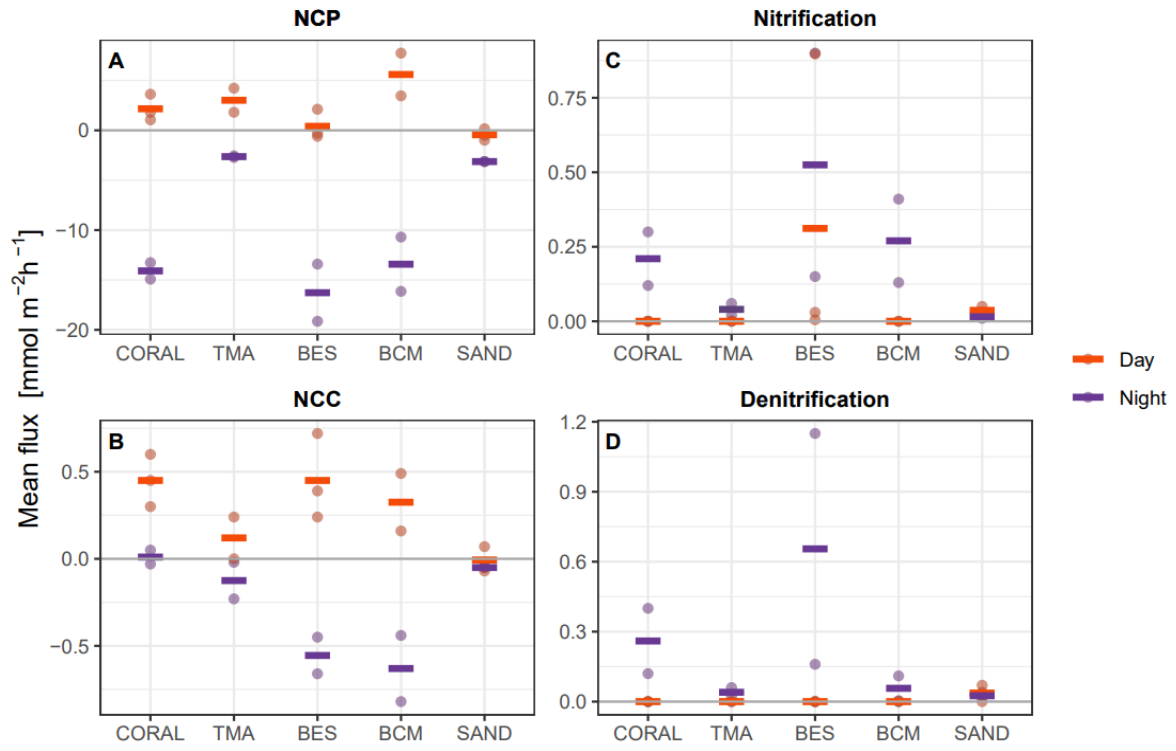 NCP
Nitrification
A
C
0
−10
−20
0.75
0.50
0.25
0.00
CORAL TMA BES BCM SAND
CORAL TMA BES BCM SAND
Mean flux [mmol m⁻²h⁻¹]
Day
Night
NCC
Denitrification
B
D
0.5
0.0
−0.5
1.2
0.9
0.6
0.3
0.0
CORAL TMA BES BCM SAND
CORAL TMA BES BCM SAND